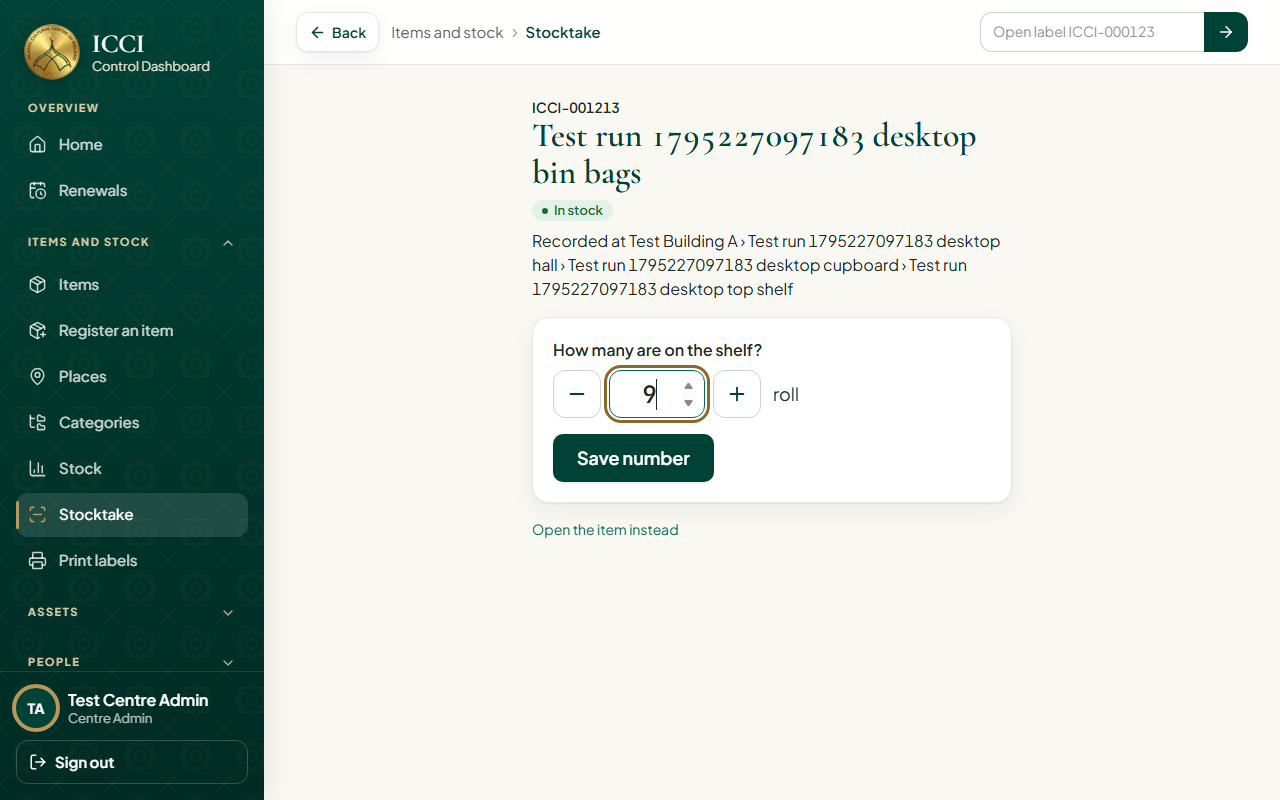 ICCI
Control Dashboard
OVERVIEW
Home
Renewals
ITEMS AND STOCK
Items
Register an item
Places
Categories
Stock
Stocktake
Print labels
ASSETS
PEOPLE
TA
Test Centre Admin
Centre Admin
Sign out
Back
Items and stock › Stocktake
Open label ICCI-000123
ICCI-001213
Test run 1795227097183 desktop
bin bags
In stock
Recorded at Test Building A › Test run 1795227097183 desktop
hall › Test run 1795227097183 desktop cupboard › Test run
1795227097183 desktop top shelf
How many are on the shelf?
9
roll
Save number
Open the item instead